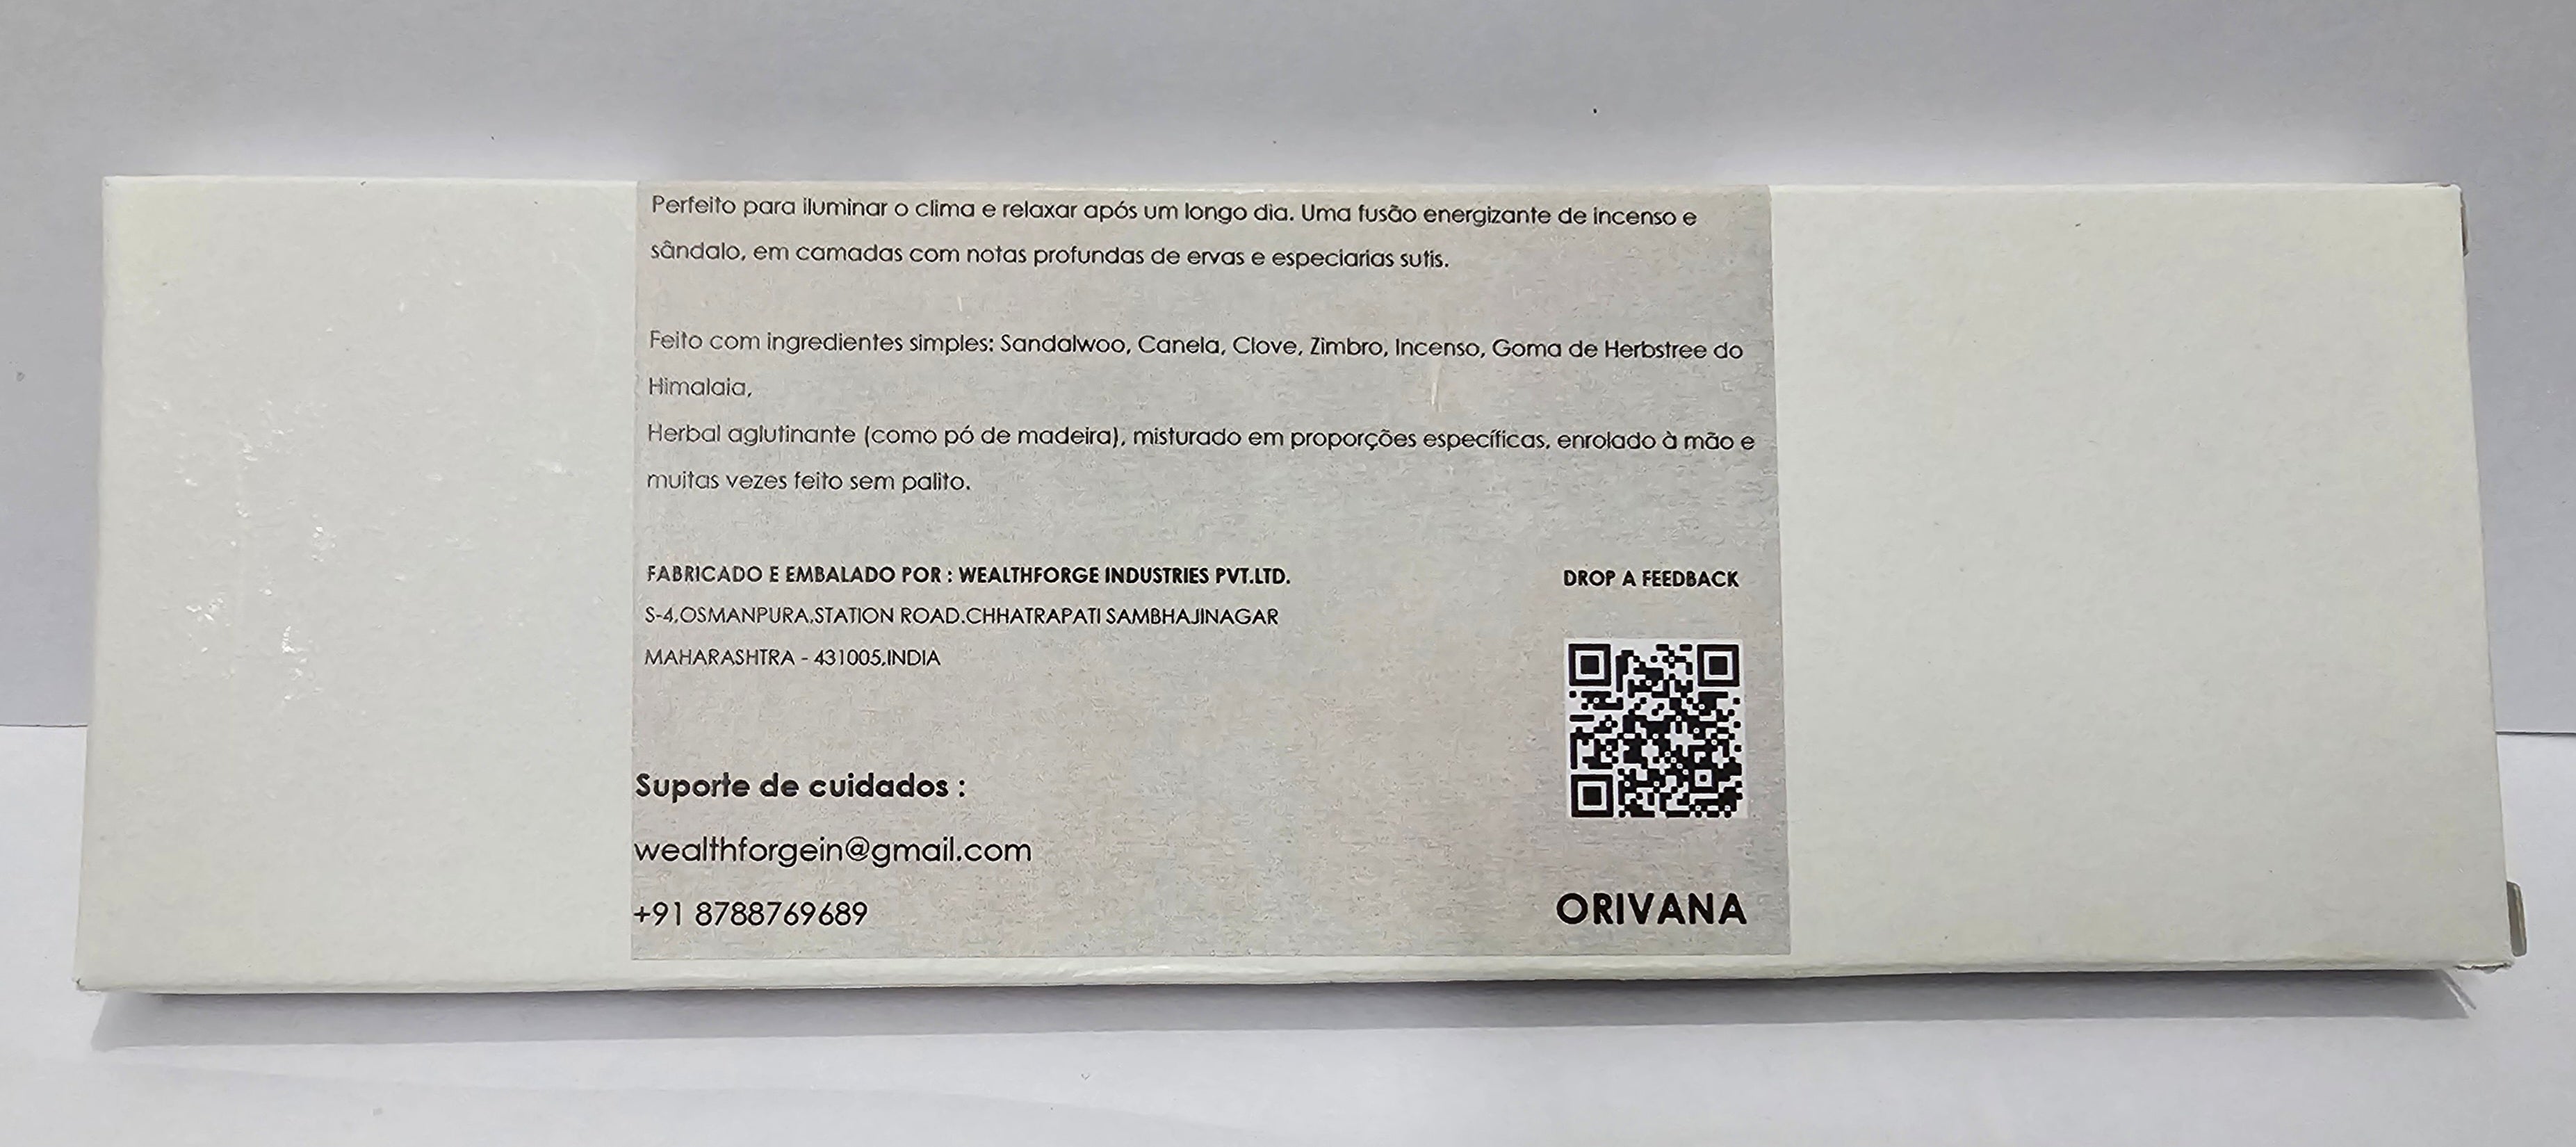 Perfeito para iluminar o clima e relaxar após um longo dia. Uma fusão energizante de incenso e
sândalo, em camadas com notas profundas de ervas e especiarias sutis.
Feito com ingredientes simples: Sandalwoo, Canela, Clove, Zimbro, Incenso, Goma de Herbstree do
Himalaia,
Herbal aglutinante (como pó de madeira), misturado em proporções específicas, enrolado à mão e
muitas vezes feito sem palito.
FABRICADO E EMBALADO POR : WEALTHFORGE INDUSTRIES PVT.LTD.
S-4,OSMANPURA,STATION ROAD.CHHATRAPATI SAMBHAJINAGAR
MAHARASHTRA - 431005,INDIA
DROP A FEEDBACK
Suporte de cuidados :
wealthforgein@gmail.com
+91 8788769689
ORIVANA